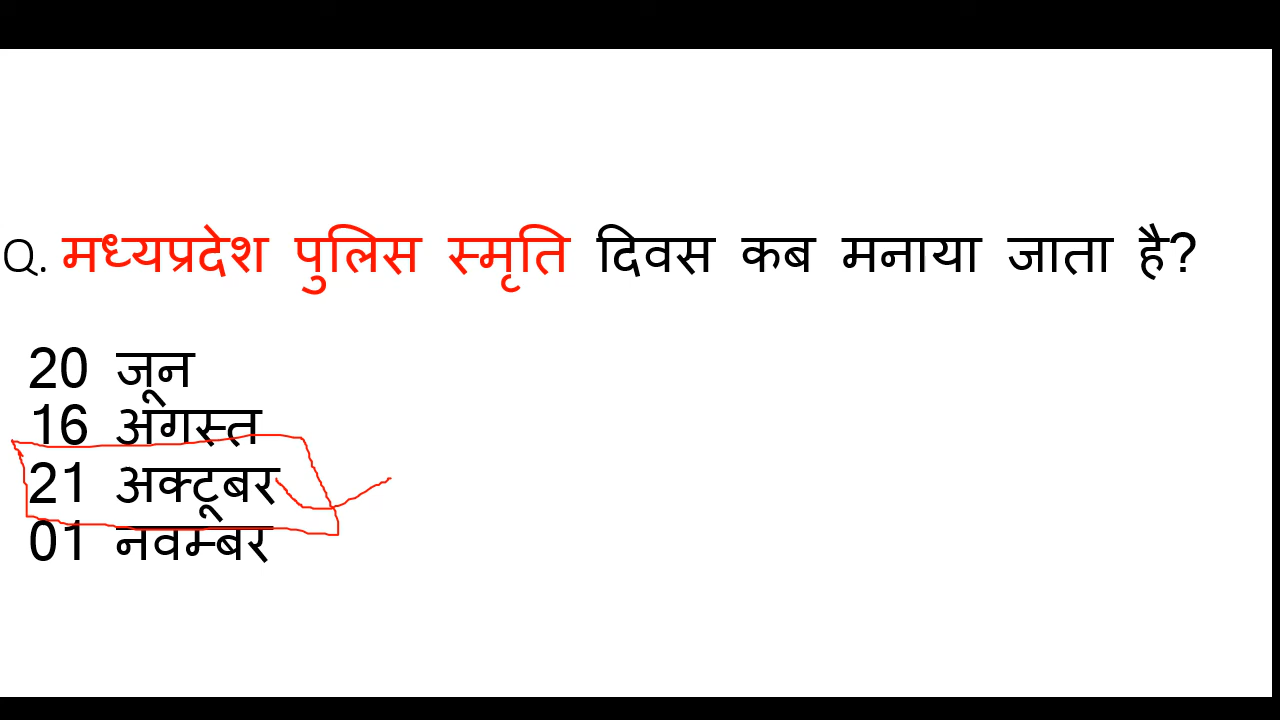 Q. मध्यप्रदेश पुलिस स्मृति दिवस कब मनाया जाता है?
20 जून
16 अगस्त
21 अक्टूबर
01 नवम्बर